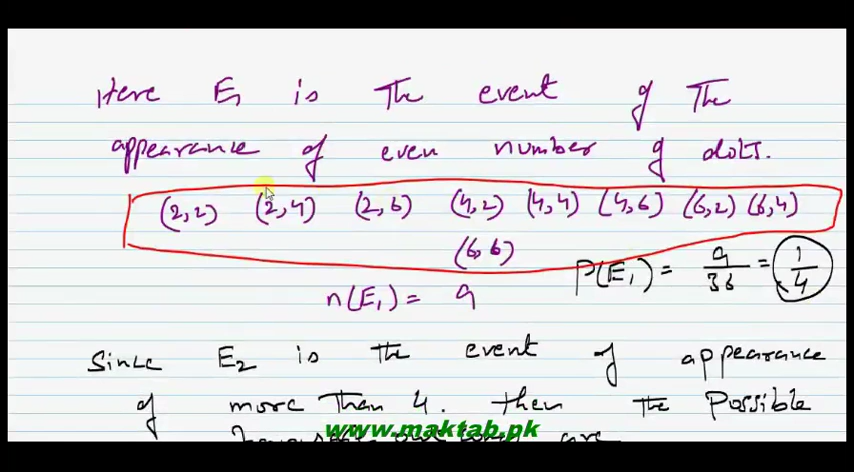 Here E₁ is The event of The
appearance of even number of dots.
(2,2) (2,4) (2,6) (4,2) (4,4) (4,6) (6,2) (6,4)
(6,6)
P(E₁) = 9/36 = 1/4
n(E₁) = 9
Since E₂ is the event of appearance
of more than 4. then the possible
www.maktab.pk
are